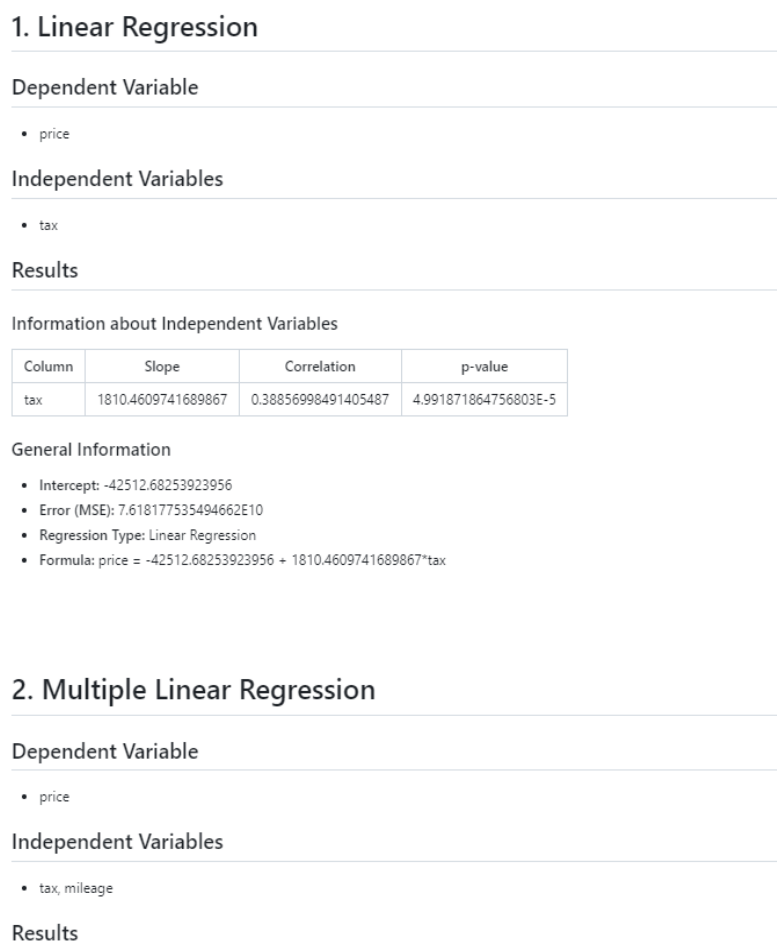 1. Linear Regression
Dependent Variable
• price
Independent Variables
• tax
Results
Information about Independent Variables
Column Slope Correlation p-value
tax 1810.4609741689867 0.38856998491405487 4.991871864756803E-5
General Information
• Intercept: -42512.68253923956
• Error (MSE): 7.618177535494662E10
• Regression Type: Linear Regression
• Formula: price = -42512.68253923956 + 1810.4609741689867*tax
2. Multiple Linear Regression
Dependent Variable
• price
Independent Variables
• tax, mileage
Results